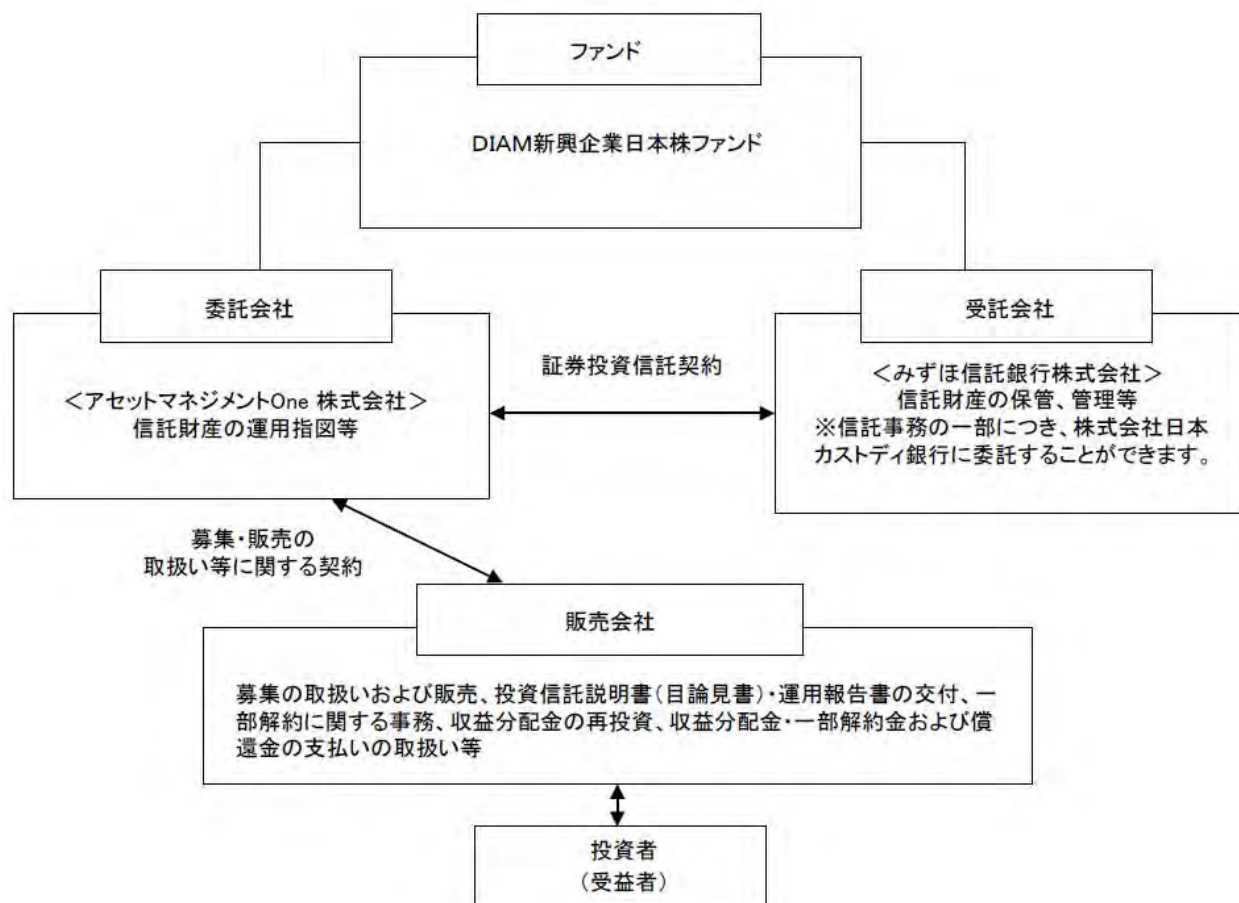 ファンド
DIAM新興企業日本株ファンド
委託会社
受託会社
<アセットマネジメントOne 株式会社>
信託財産の運用指図等
証券投資信託契約
<みずほ信託銀行株式会社>
信託財産の保管、管理等
※信託事務の一部につき、株式会社日本
カストディ銀行に委託することができます。
募集・販売の
取扱い等に関する契約
販売会社
募集の取扱いおよび販売、投資信託説明書(目論見書)・運用報告書の交付、一
部解約に関する事務、収益分配金の再投資、収益分配金・一部解約金および償
還金の支払いの取扱い等
投資者
(受益者)